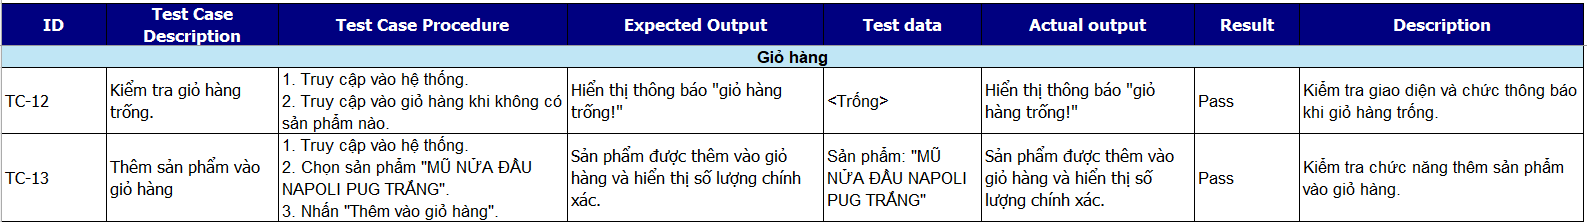 ID
Test Case
Description
Test Case Procedure
Expected Output
Test data
Actual output
Result
Description
Giỏ hàng
TC-12
Kiểm tra giỏ hàng
trống.
1. Truy cập vào hệ thống.
2. Truy cập vào giỏ hàng khi không có
sản phẩm nào.
Hiển thị thông báo "giỏ hàng
trống!"
<Trống>
Hiển thị thông báo "giỏ
hàng trống!"
Pass
Kiểm tra giao diện và chức thông báo
khi giỏ hàng trống.
TC-13
Thêm sản phẩm vào
giỏ hàng
1. Truy cập vào hệ thống.
2. Chọn sản phẩm "MŨ NỬA ĐẦU
NAPOLI PUG TRẮNG".
3. Nhấn "Thêm vào giỏ hàng".
Sản phẩm được thêm vào giỏ
hàng và hiển thị số lượng chính
xác.
Sản phẩm: "MŨ
NỬA ĐẦU NAPOLI
PUG TRẮNG"
Sản phẩm được thêm vào
giỏ hàng và hiển thị số
lượng chính xác.
Pass
Kiểm tra chức năng thêm sản phẩm
vào giỏ hàng.